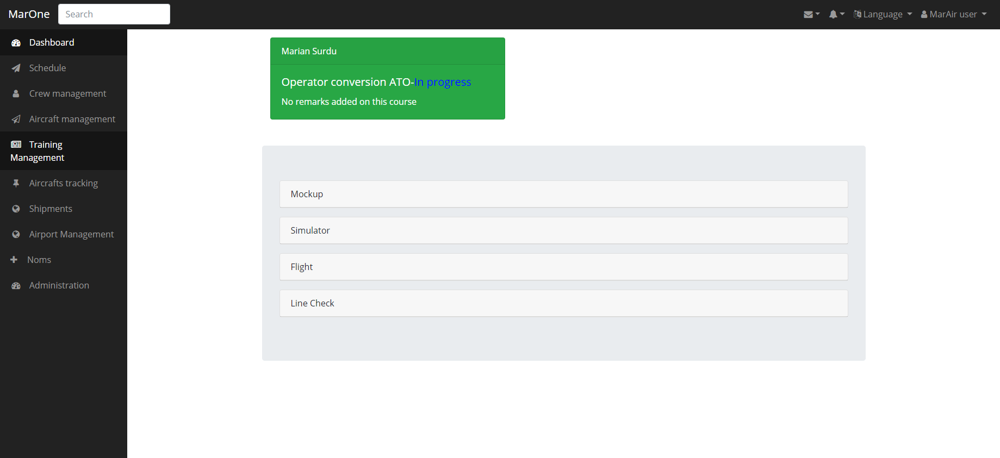 MarOne
Search
Language
MarAir user
Dashboard
Schedule
Crew management
Aircraft management
Training
Management
Aircrafts tracking
Shipments
Airport Management
Noms
Administration
Marian Surdu
Operator conversion ATO-In progress
No remarks added on this course
Mockup
Simulator
Flight
Line Check